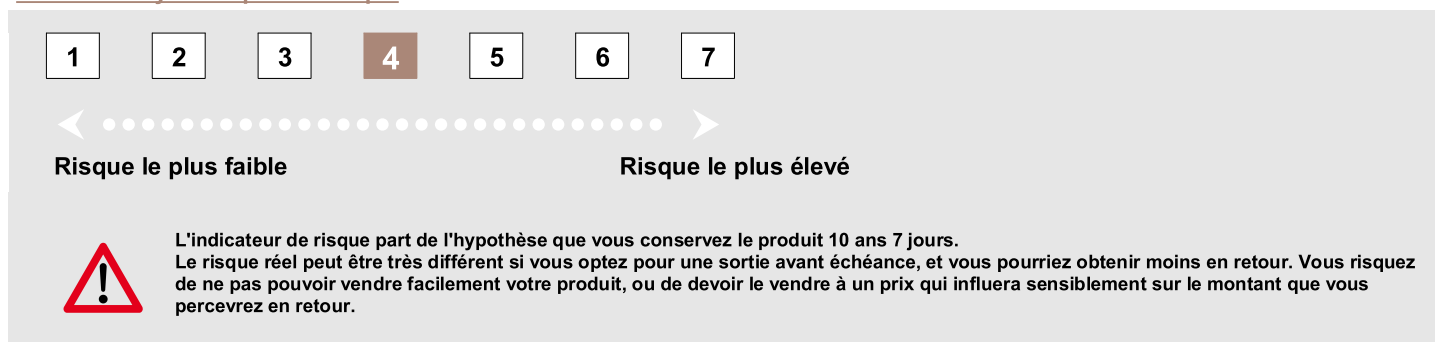 1 2 3 4 5 6 7
Risque le plus faible Risque le plus élevé
L'indicateur de risque part de l'hypothèse que vous conservez le produit 10 ans 7 jours.
Le risque réel peut être très différent si vous optez pour une sortie avant échéance, et vous pourriez obtenir moins en retour. Vous risquez
de ne pas pouvoir vendre facilement votre produit, ou de devoir le vendre à un prix qui influera sensiblement sur le montant que vous
percevrez en retour.